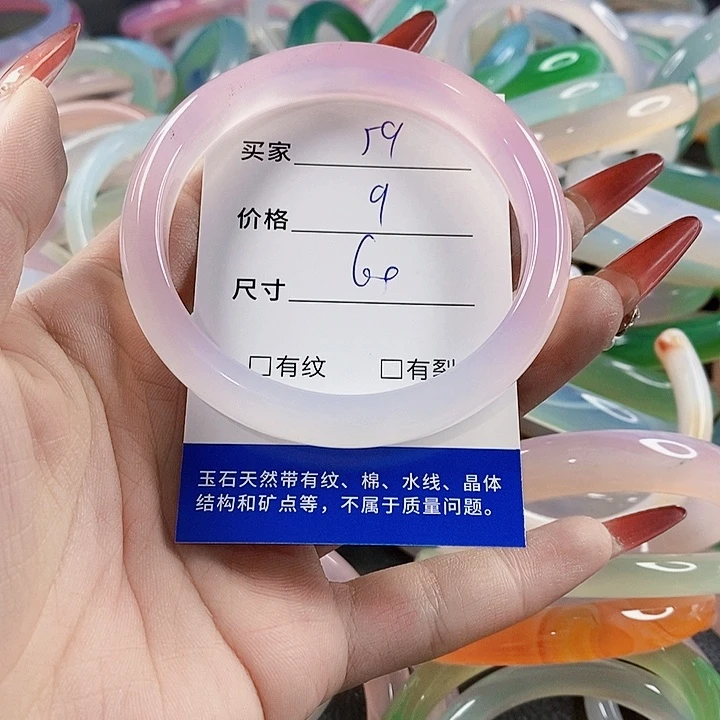 买家 59
价格 9
尺寸 60
□有纹 □有裂
玉石天然带有纹、棉、水线、晶体
结构和矿点等，不属于质量问题。